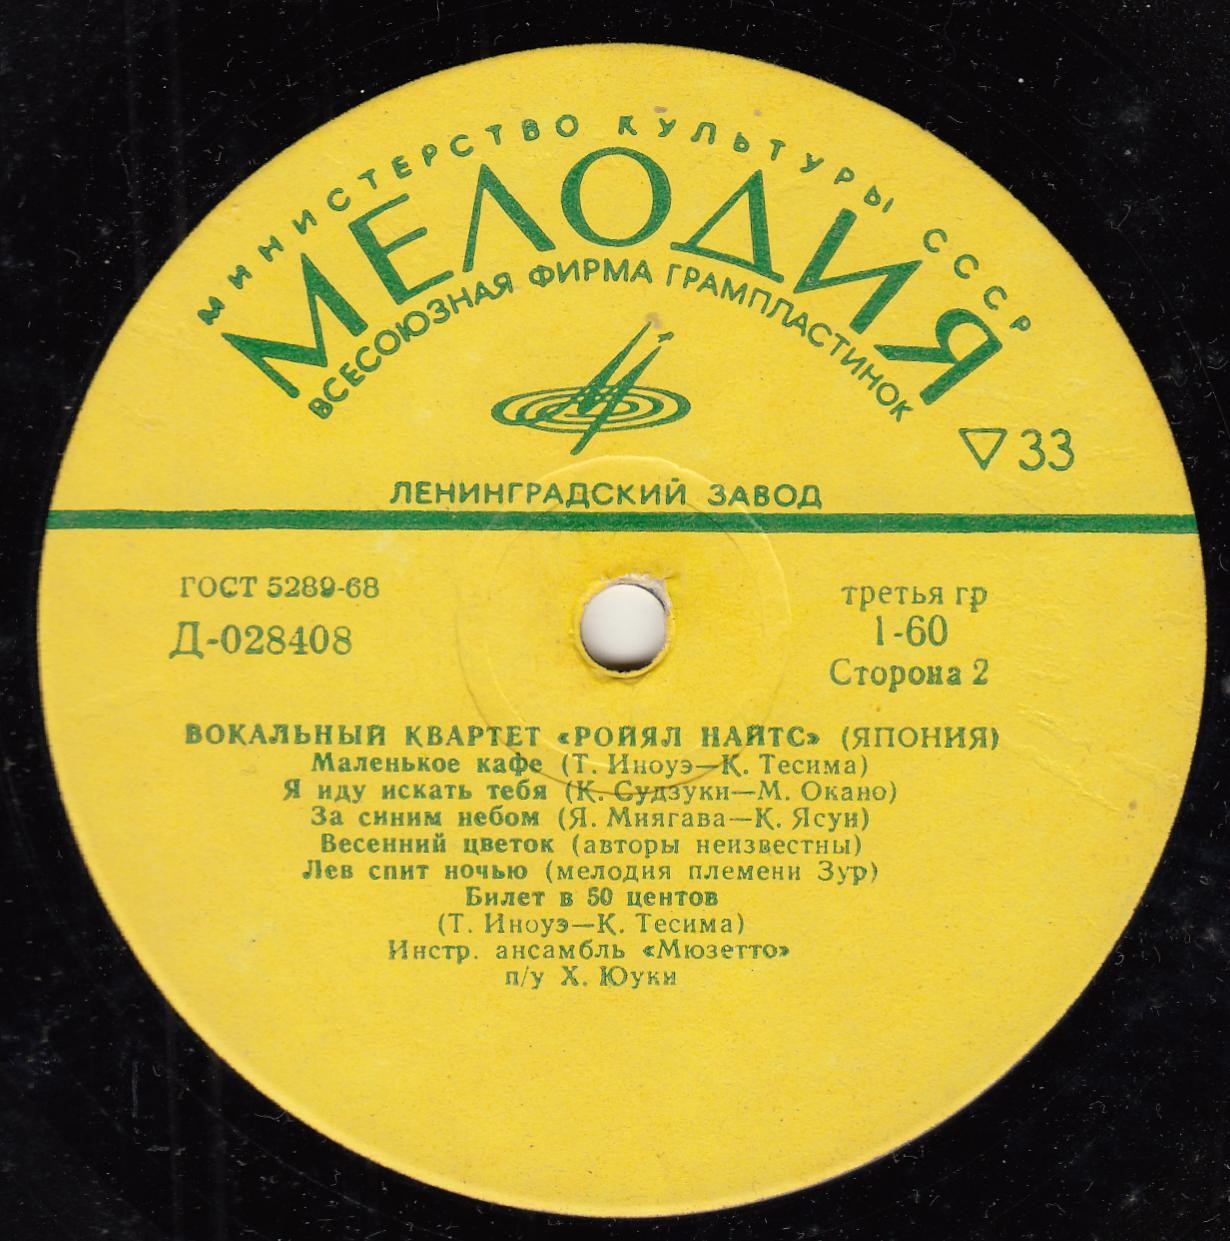 МИНИСТЕРСТВО КУЛЬТУРЫ СССР
МЕЛОДИЯ
ВСЕСОЮЗНАЯ ФИРМА ГРАМПЛАСТИНОК
33
ЛЕНИНГРАДСКИЙ ЗАВОД
ГОСТ 5289-68
Д-028408
третья гр
1-60
Сторона 2
ВОКАЛЬНЫЙ КВАРТЕТ «РОЙЯЛ НАЙТС» (ЯПОНИЯ)
Маленькое кафе (Т. Иноуэ—К. Тесима)
Я иду искать тебя (К. Судзуки—М. Окано)
За синим небом (Я. Миягава—К. Ясуи)
Весенний цветок (авторы неизвестны)
Лев спит ночью (мелодия племени Зур)
Билет в 50 центов
(Т. Иноуэ—К. Тесима)
Инстр. ансамбль «Мюзетто»
п/у Х. Юуки